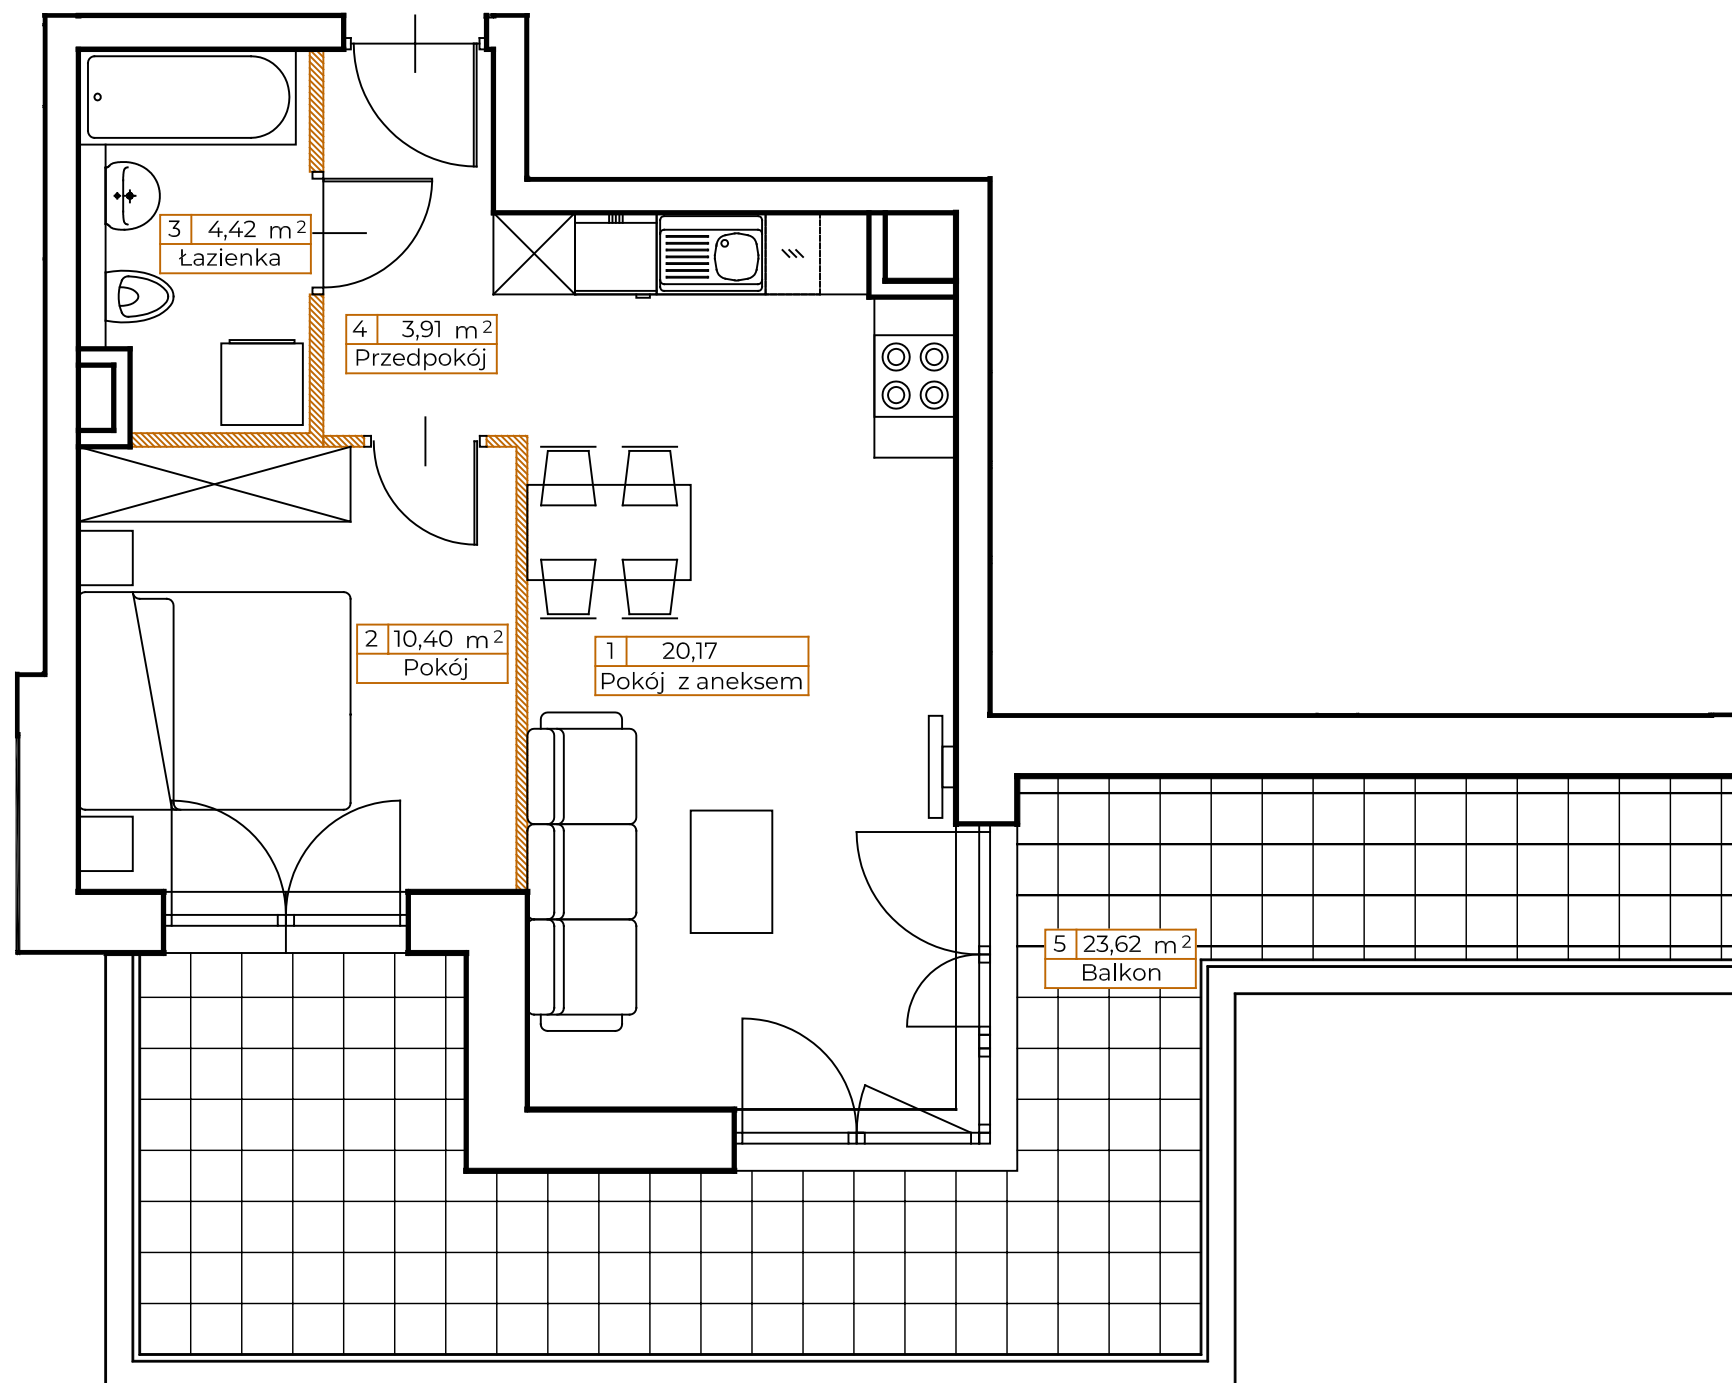 3 4,42 m²
Łazienka
4 3,91 m²
Przedpokój
2 10,40 m²
Pokój
1 20,17
Pokój z aneksem
5 23,62 m²
Balkon